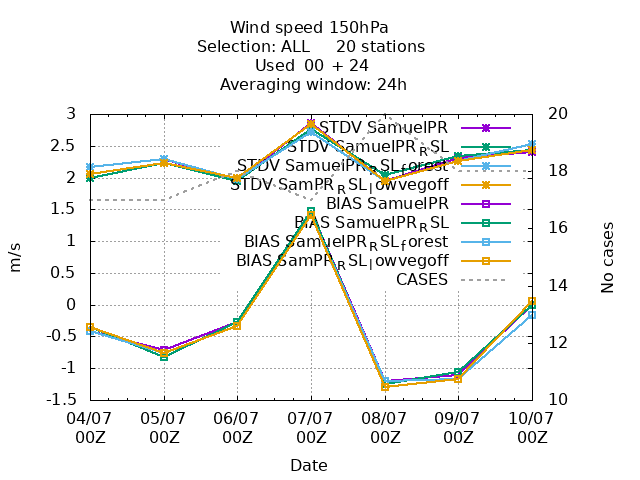 Wind speed 150hPa
Selection: ALL 20 stations
Used 00 + 24
Averaging window: 24h
3
2.5
2
1.5
1
0.5
0
-0.5
-1
-1.5
20
18
16
14
12
10
m/s
No cases
STDV SamuelPR
STDV SamuelPR_RSL
STDV SamuelPR_RSL_forest
STDV SamPR_RSL_lowvegoff
BIAS SamuelPR
BIAS SamuelPR_RSL
BIAS SamuelPR_RSL_forest
BIAS SamPR_RSL_lowvegoff
CASES
04/07 05/07 06/07 07/07 08/07 09/07 10/07
00Z 00Z 00Z 00Z 00Z 00Z 00Z
Date